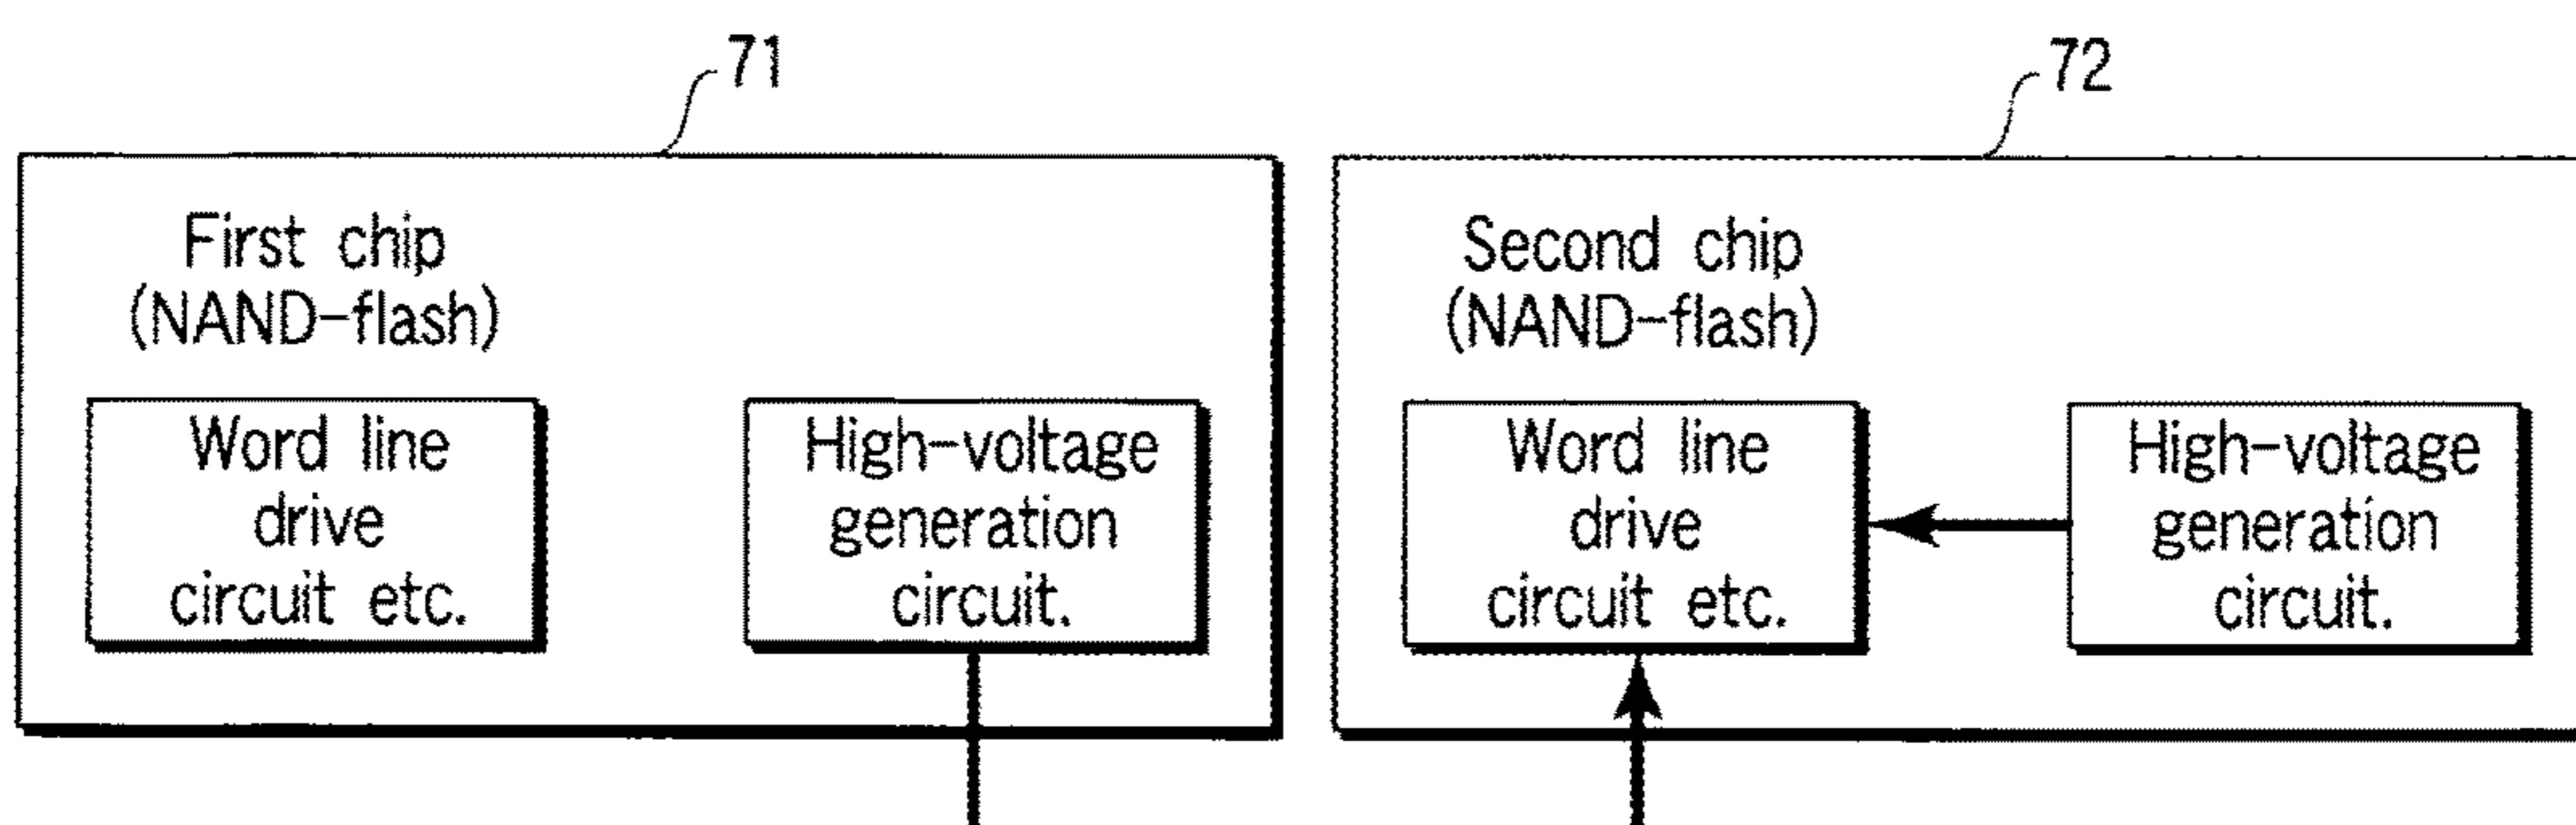 71
72
First chip
(NAND-flash)
Word line
drive
circuit etc.
High-voltage
generation
circuit.
Second chip
(NAND-flash)
Word line
drive
circuit etc.
High-voltage
generation
circuit.